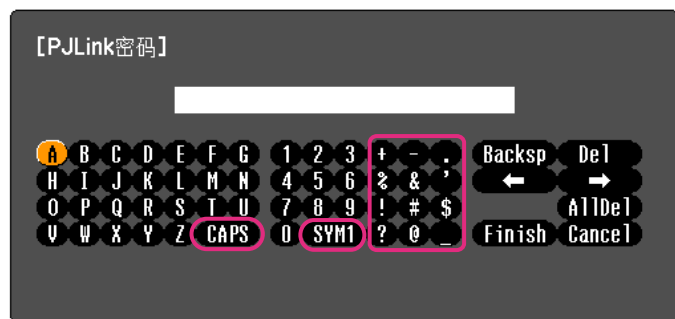 [PJLink密码]
A B C D E F G 1 2 3 + - . Backsp Del
H I J K L M N 4 5 6 % & ' ← →
O P Q R S T U 7 8 9 ! # $ AllDel
V W X Y Z CAPS 0 SYM1 ? @ _ Finish Cancel